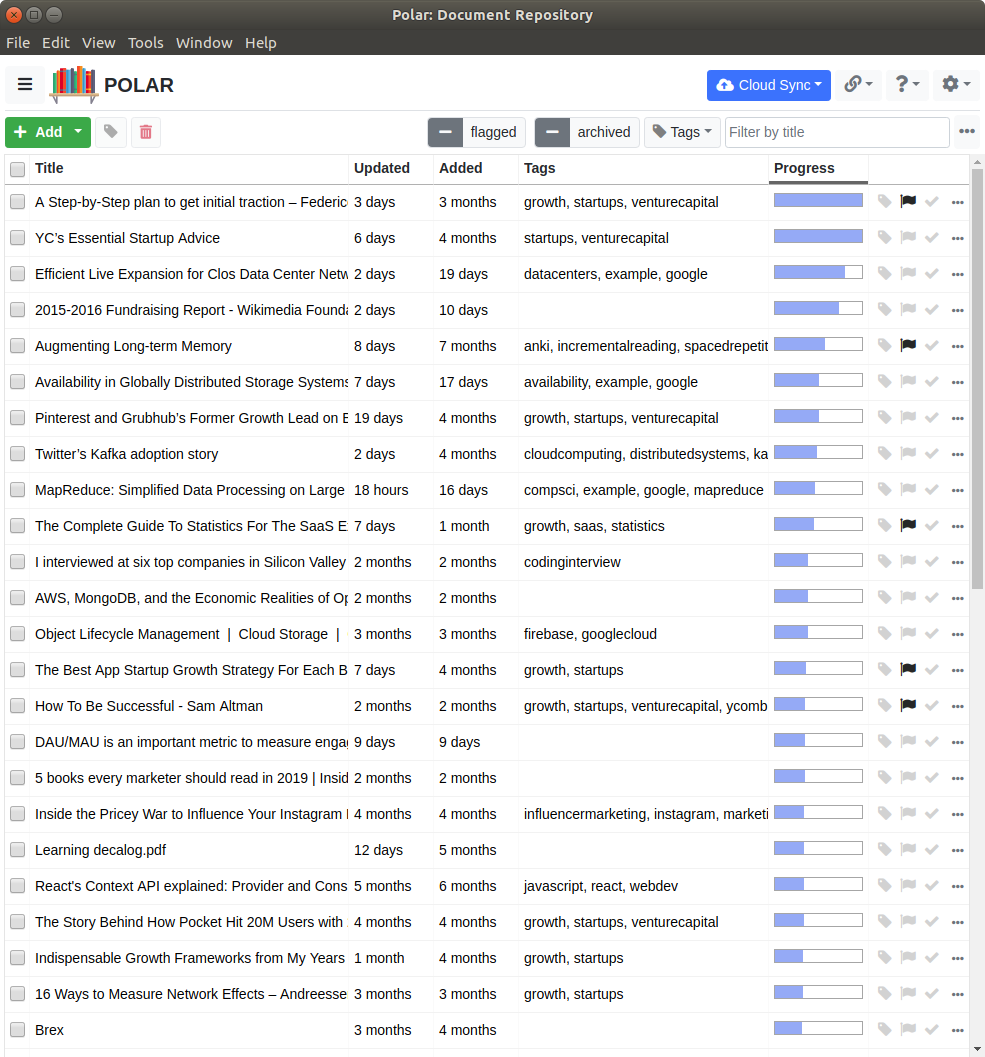 Polar: Document Repository
File Edit View Tools Window Help
POLAR Cloud Sync ?
Add flagged archived Tags Filter by title
Title Updated Added Tags Progress
A Step-by-Step plan to get initial traction – Federic 3 days 3 months growth, startups, venturecapital
YC’s Essential Startup Advice 6 days 4 months startups, venturecapital
Efficient Live Expansion for Clos Data Center Netw 2 days 19 days datacenters, example, google
2015-2016 Fundraising Report - Wikimedia Founda 2 days 10 days
Augmenting Long-term Memory 8 days 7 months anki, incrementalreading, spacedrepetit
Availability in Globally Distributed Storage Systems 7 days 17 days availability, example, google
Pinterest and Grubhub’s Former Growth Lead on B 19 days 4 months growth, startups, venturecapital
Twitter’s Kafka adoption story 2 days 4 months cloudcomputing, distributedsystems, ka
MapReduce: Simplified Data Processing on Large 18 hours 16 days compsci, example, google, mapreduce
The Complete Guide To Statistics For The SaaS E 7 days 1 month growth, saas, statistics
I interviewed at six top companies in Silicon Valley 2 months 2 months codinginterview
AWS, MongoDB, and the Economic Realities of Op 2 months 2 months
Object Lifecycle Management | Cloud Storage | 3 months 3 months firebase, googlecloud
The Best App Startup Growth Strategy For Each B 7 days 4 months growth, startups
How To Be Successful - Sam Altman 2 months 2 months growth, startups, venturecapital, ycomb
DAU/MAU is an important metric to measure engag 9 days 9 days
5 books every marketer should read in 2019 | Insid 2 months 2 months
Inside the Pricey War to Influence Your Instagram 4 months 4 months influencermarketing, instagram, marketi
Learning decalog.pdf 12 days 5 months
React's Context API explained: Provider and Cons 5 months 6 months javascript, react, webdev
The Story Behind How Pocket Hit 20M Users with 4 months 4 months growth, startups, venturecapital
Indispensable Growth Frameworks from My Years 1 month 4 months growth, startups
16 Ways to Measure Network Effects – Andreesse 3 months 3 months growth, startups
Brex 3 months 4 months